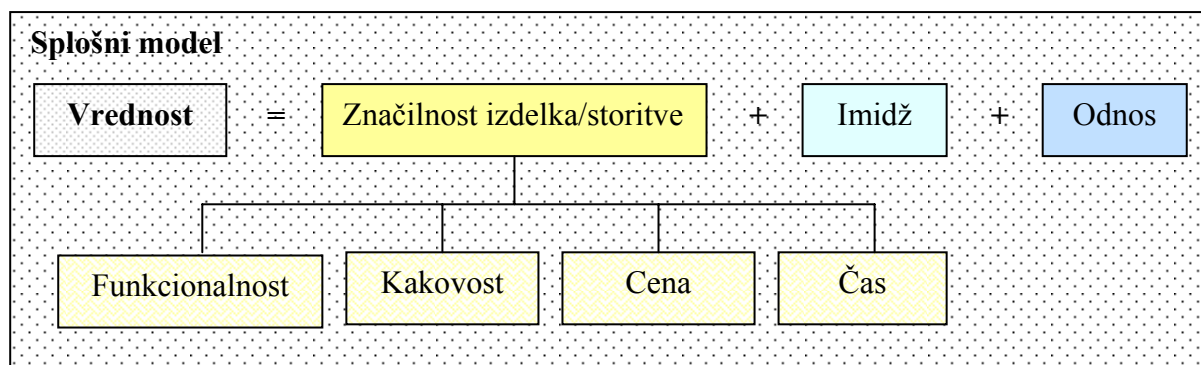 Splošni model
Vrednost = Značilnost izdelka/storitve + Imidž + Odnos
Funkcionalnost Kakovost Cena Čas